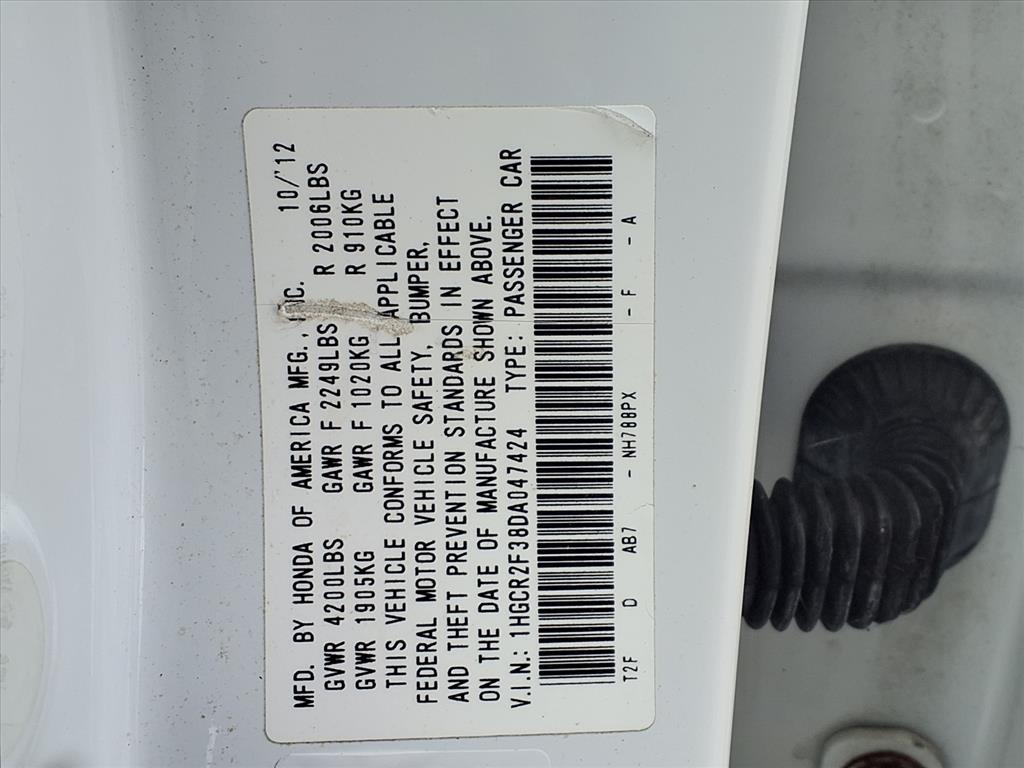 MFD. BY HONDA OF AMERICA MFG., INC. 10/'12
GVWR 4200LBS GAWR F 2249LBS R 2006LBS
GVWR 1905KG GAWR F 1020KG R 910KG
THIS VEHICLE CONFORMS TO ALL APPLICABLE
FEDERAL MOTOR VEHICLE SAFETY, BUMPER,
AND THEFT PREVENTION STANDARDS IN EFFECT
ON THE DATE OF MANUFACTURE SHOWN ABOVE.
V.I.N.: 1HGCR2F38DA047424 TYPE: PASSENGER CAR
T2F D AB7 - NH788PX - F - A